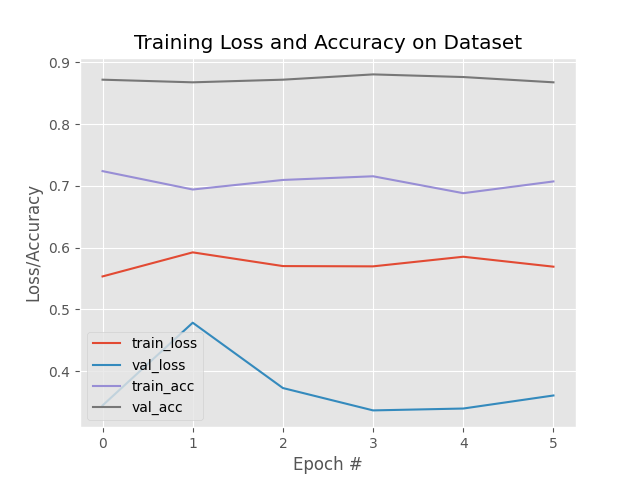 Training Loss and Accuracy on Dataset
0.9
0.8
0.7
0.6
0.5
0.4
Loss/Accuracy
train_loss
val_loss
train_acc
val_acc
0 1 2 3 4 5
Epoch #